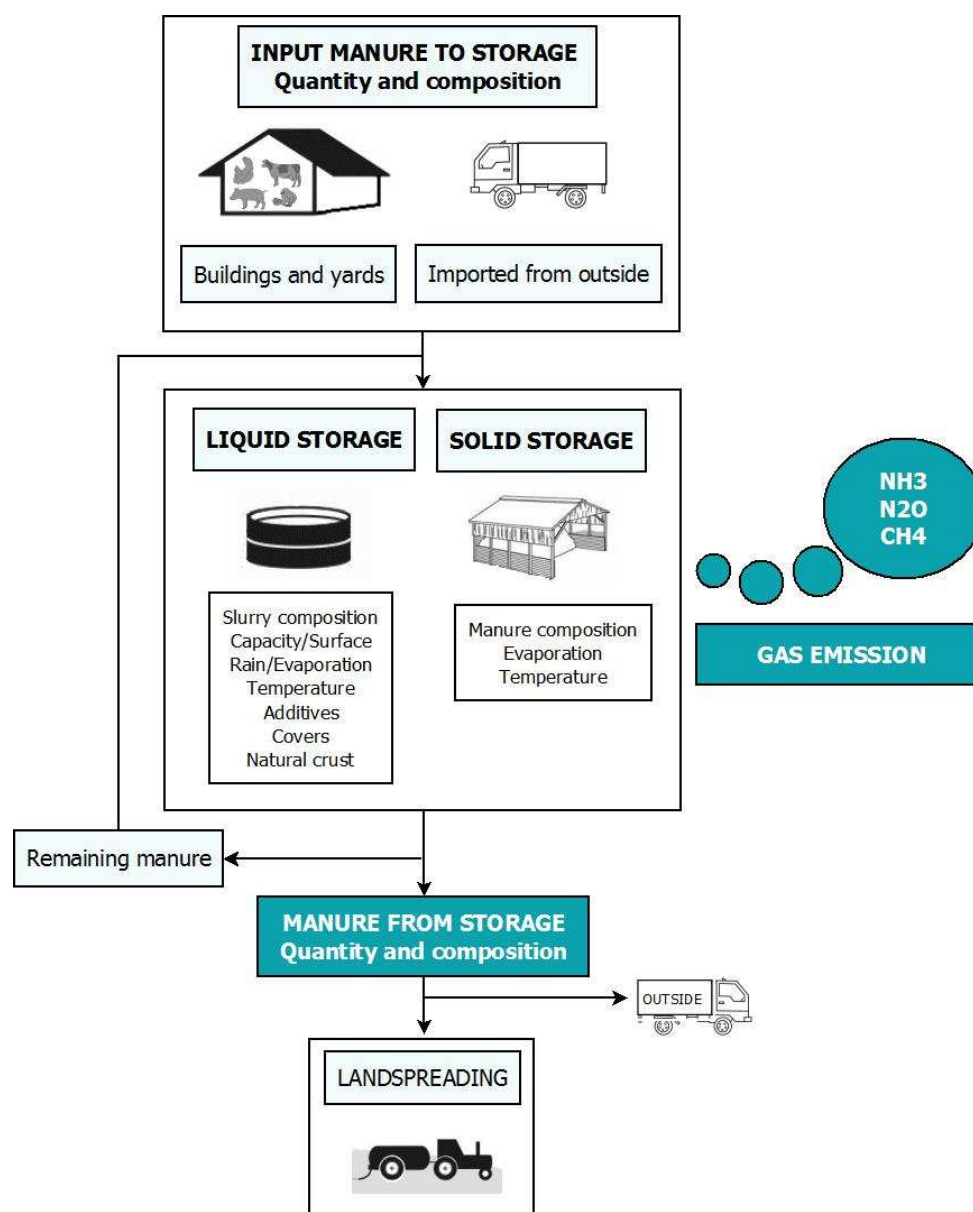 INPUT MANURE TO STORAGE
Quantity and composition
Buildings and yards
Imported from outside
LIQUID STORAGE
SOLID STORAGE
Slurry composition
Capacity/Surface
Rain/Evaporation
Temperature
Additives
Covers
Natural crust
Manure composition
Evaporation
Temperature
NH3
N2O
CH4
GAS EMISSION
Remaining manure
MANURE FROM STORAGE
Quantity and composition
OUTSIDE
LANDSPREADING